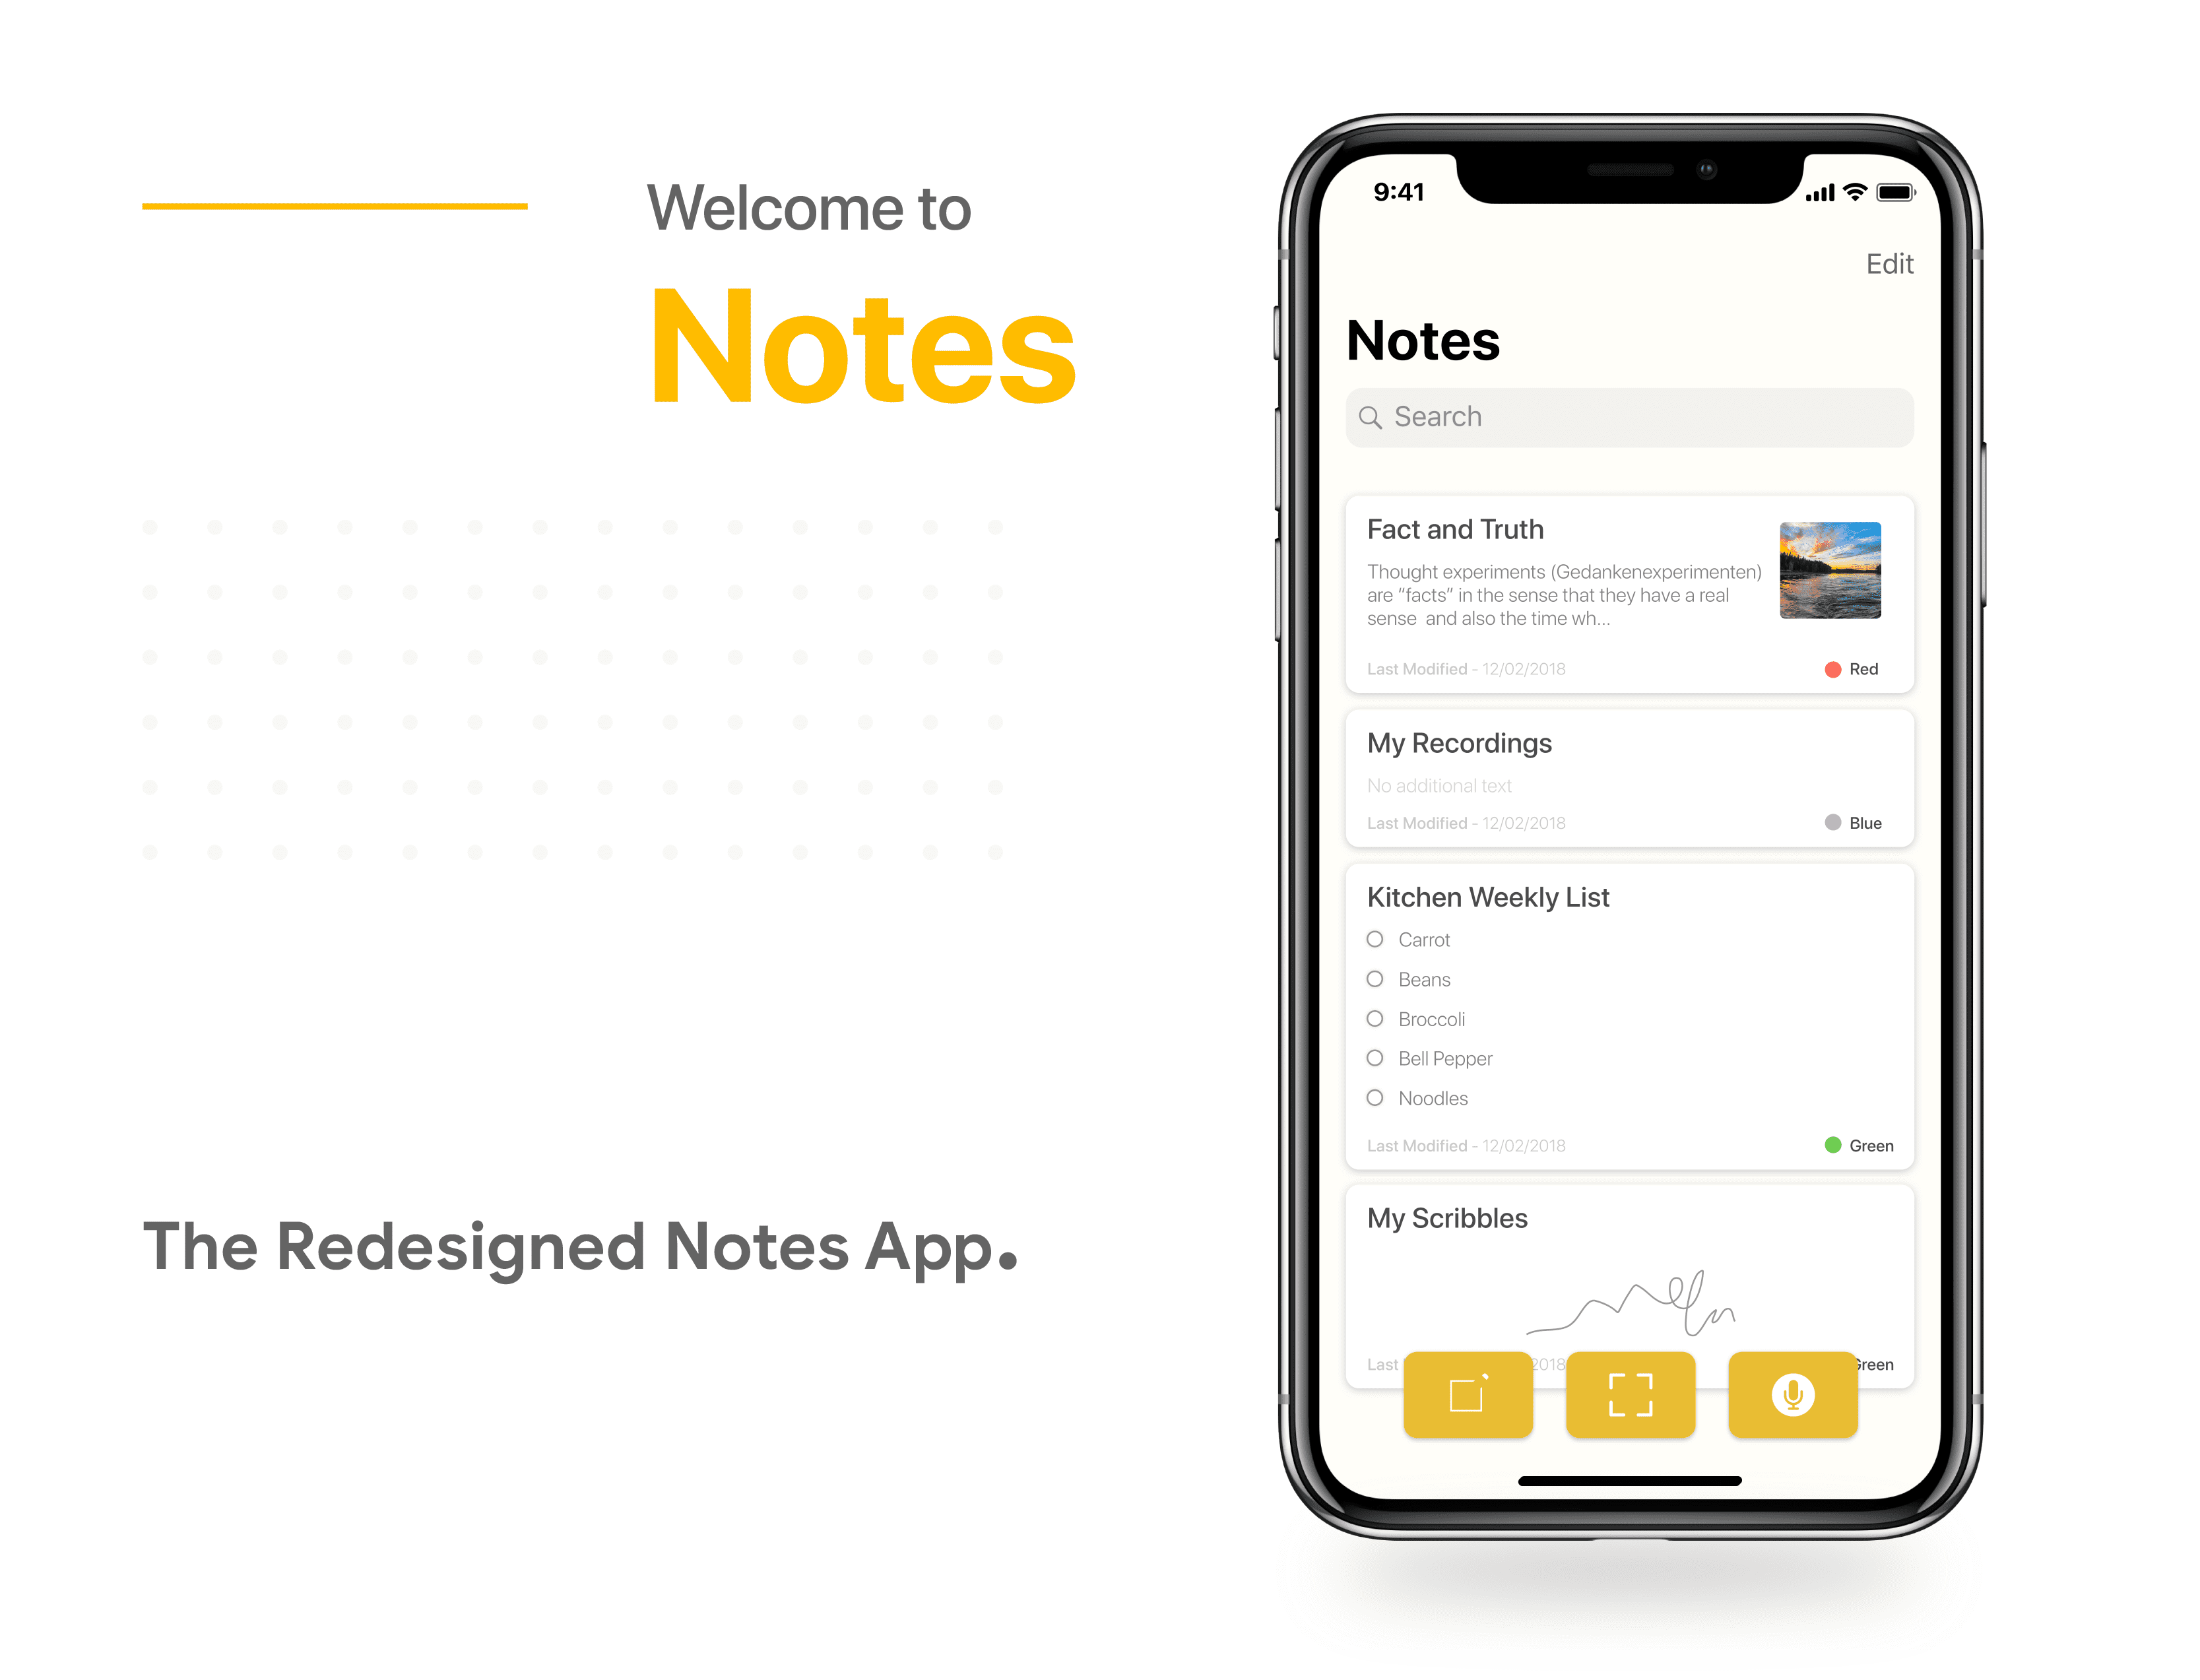 Welcome to
Notes
The Redesigned Notes App.
9:41
Edit
Notes
Search
Fact and Truth
Thought experiments (Gedankenexperimenten)
are “facts” in the sense that they have a real
sense  and also the time wh...
Last Modified - 12/02/2018
Red
My Recordings
No additional text
Last Modified - 12/02/2018
Blue
Kitchen Weekly List
Carrot
Beans
Broccoli
Bell Pepper
Noodles
Last Modified - 12/02/2018
Green
My Scribbles
Last 2018
Green